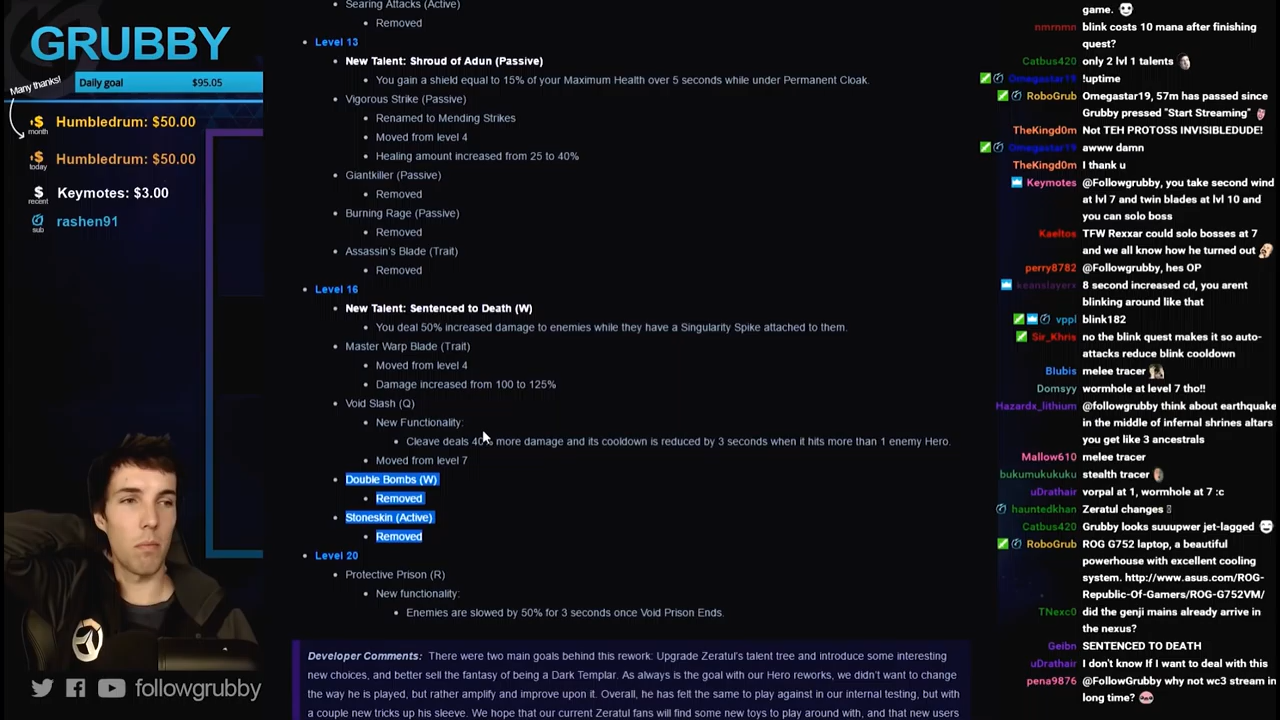 GRUBBY
Many thanks!
Daily goal
$95.05
$
month
Humbledrum: $50.00
$
today
Humbledrum: $50.00
$
recent
Keymotes: $3.00
sub
rashen91
followgrubby
Searing Attacks (Active)
Removed
Level 13
New Talent: Shroud of Adun (Passive)
You gain a shield equal to 15% of your Maximum Health over 5 seconds while under Permanent Cloak.
Vigorous Strike (Passive)
Renamed to Mending Strikes
Moved from level 4
Healing amount increased from 25 to 40%
Giantkiller (Passive)
Removed
Burning Rage (Passive)
Removed
Assassin's Blade (Trait)
Removed
Level 16
New Talent: Sentenced to Death (W)
You deal 50% increased damage to enemies while they have a Singularity Spike attached to them.
Master Warp Blade (Trait)
Moved from level 4
Damage increased from 100 to 125%
Void Slash (Q)
New Functionality:
Cleave deals 40% more damage and its cooldown is reduced by 3 seconds when it hits more than 1 enemy Hero.
Moved from level 7
Double Bombs (W)
Removed
Stoneskin (Active)
Removed
Level 20
Protective Prison (R)
New functionality:
Enemies are slowed by 50% for 3 seconds once Void Prison Ends.
Developer Comments: There were two main goals behind this rework: Upgrade Zeratul's talent tree and introduce some interesting
new choices, and better sell the fantasy of being a Dark Templar. As always is the goal with our Hero reworks, we didn't want to change
the way he is played, but rather amplify and improve upon it. Overall, he has felt the same to play against in our internal testing, but with
a couple new tricks up his sleeve. We hope that our current Zeratul fans will find some new toys to play around with, and that new users
game.
nmrnmn blink costs 10 mana after finishing
quest?
Catbus420 only 2 lvl 1 talents
Omegastar19 !uptime
RoboGrub Omegastar19, 57m has passed since
Grubby pressed "Start Streaming"
TheKingd0m Not TEH PROTOSS INVISIBLEDUDE!
Omegastar19 awww damn
TheKingd0m I thank u
Keymotes @Followgrubby, you take second wind
at lvl 7 and twin blades at lvl 10 and
you can solo boss
Kaeltos TFW Rexxar could solo bosses at 7
and we all know how he turned out
perry8782 @Followgrubby, hes OP
keanslayerx 8 second increased cd, you arent
blinking around like that
vppl blink182
Sir_Khris no the blink quest makes it so auto-
attacks reduce blink cooldown
Blubis melee tracer
Domsyy wormhole at level 7 tho!!
Hazardx_lithium @followgrubby think about earthquake
in the middle of infernal shrines altars
you get like 3 ancestrals
Mallow610 melee tracer
bukumukukuku stealth tracer
uDrathair vorpal at 1, wormhole at 7 :c
hauntedkhan Zeratul changes
Catbus420 Grubby looks suuupwer jet-lagged
RoboGrub ROG G752 laptop, a beautiful
powerhouse with excellent cooling
system. http://www.asus.com/ROG-
Republic-Of-Gamers/ROG-G752VM/
TNexc0 did the genji mains already arrive in
the nexus?
Geibn SENTENCED TO DEATH
uDrathair I don't know If I want to deal with this
pena9876 @FollowGrubby why not wc3 stream in
long time?